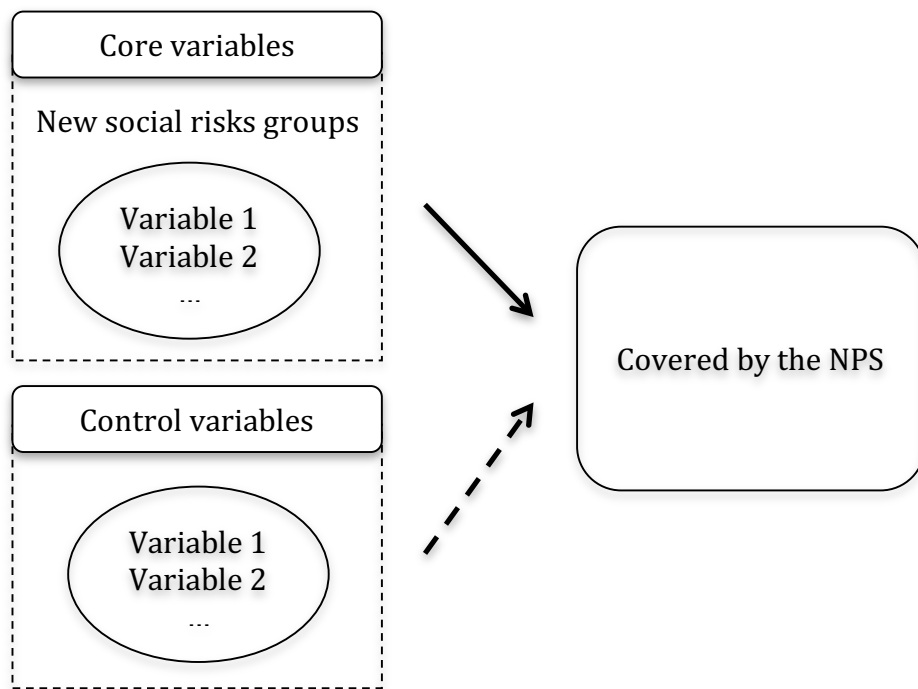 Core variables
New social risks groups
Variable 1
Variable 2
...
Covered by the NPS
Control variables
Variable 1
Variable 2
...